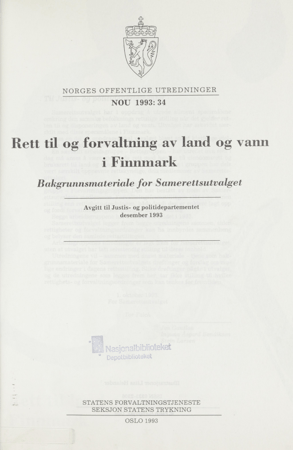 NORGES OFFENTLIGE UTREDNINGER
NOU 1993: 34
Rett til og forvaltning av land og vann
i Finnmark
Bakgrunnsmateriale for Samerettsutvalget
Avgitt til Justis- og politidepartementet
desember 1993
Nasjonalbiblioteket
STATENS FORVALTNINGSTJENESTE
SEKSJON STATENS TRYKNING
OSLO 1993